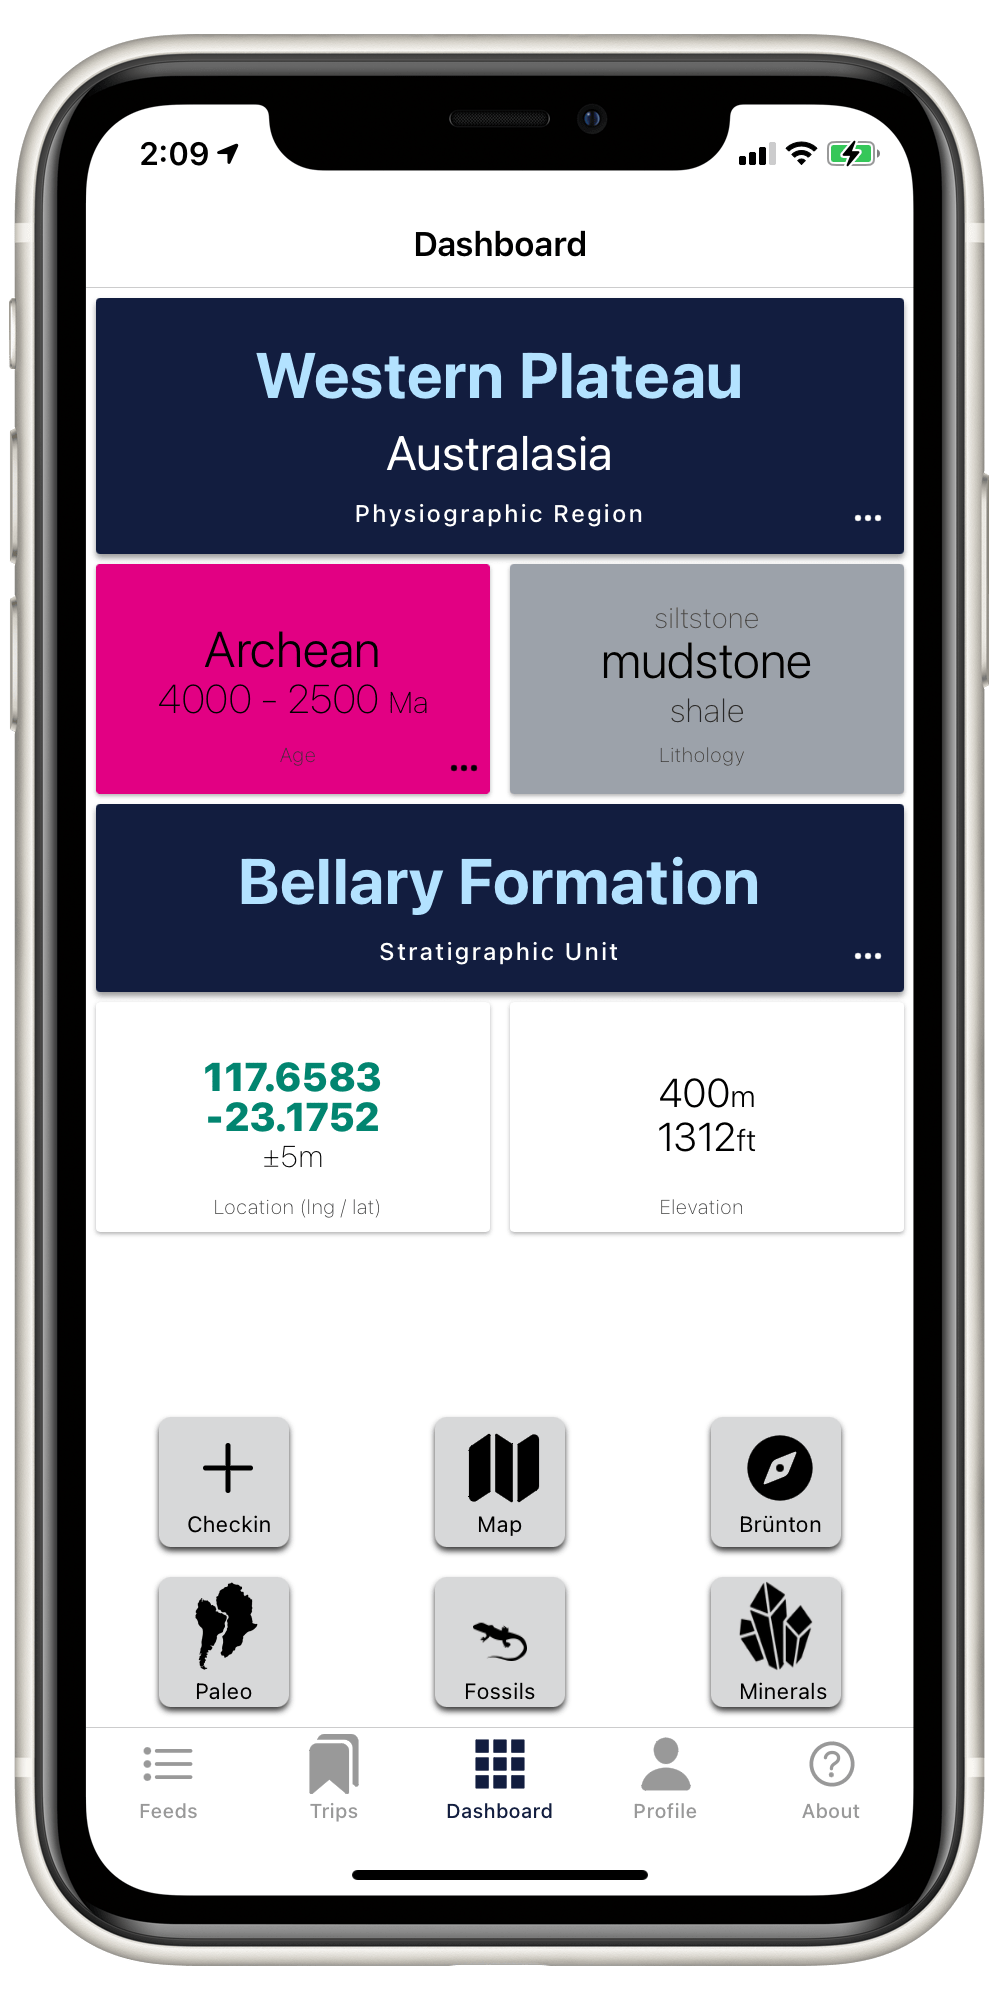 2:09
Dashboard
Western Plateau
Australasia
Physiographic Region
Archean
4000 - 2500 Ma
Age
siltstone
mudstone
shale
Lithology
Bellary Formation
Stratigraphic Unit
117.6583
-23.1752
±5m
Location (lng / lat)
400m
1312ft
Elevation
Checkin
Map
Brünton
Paleo
Fossils
Minerals
Feeds
Trips
Dashboard
Profile
About